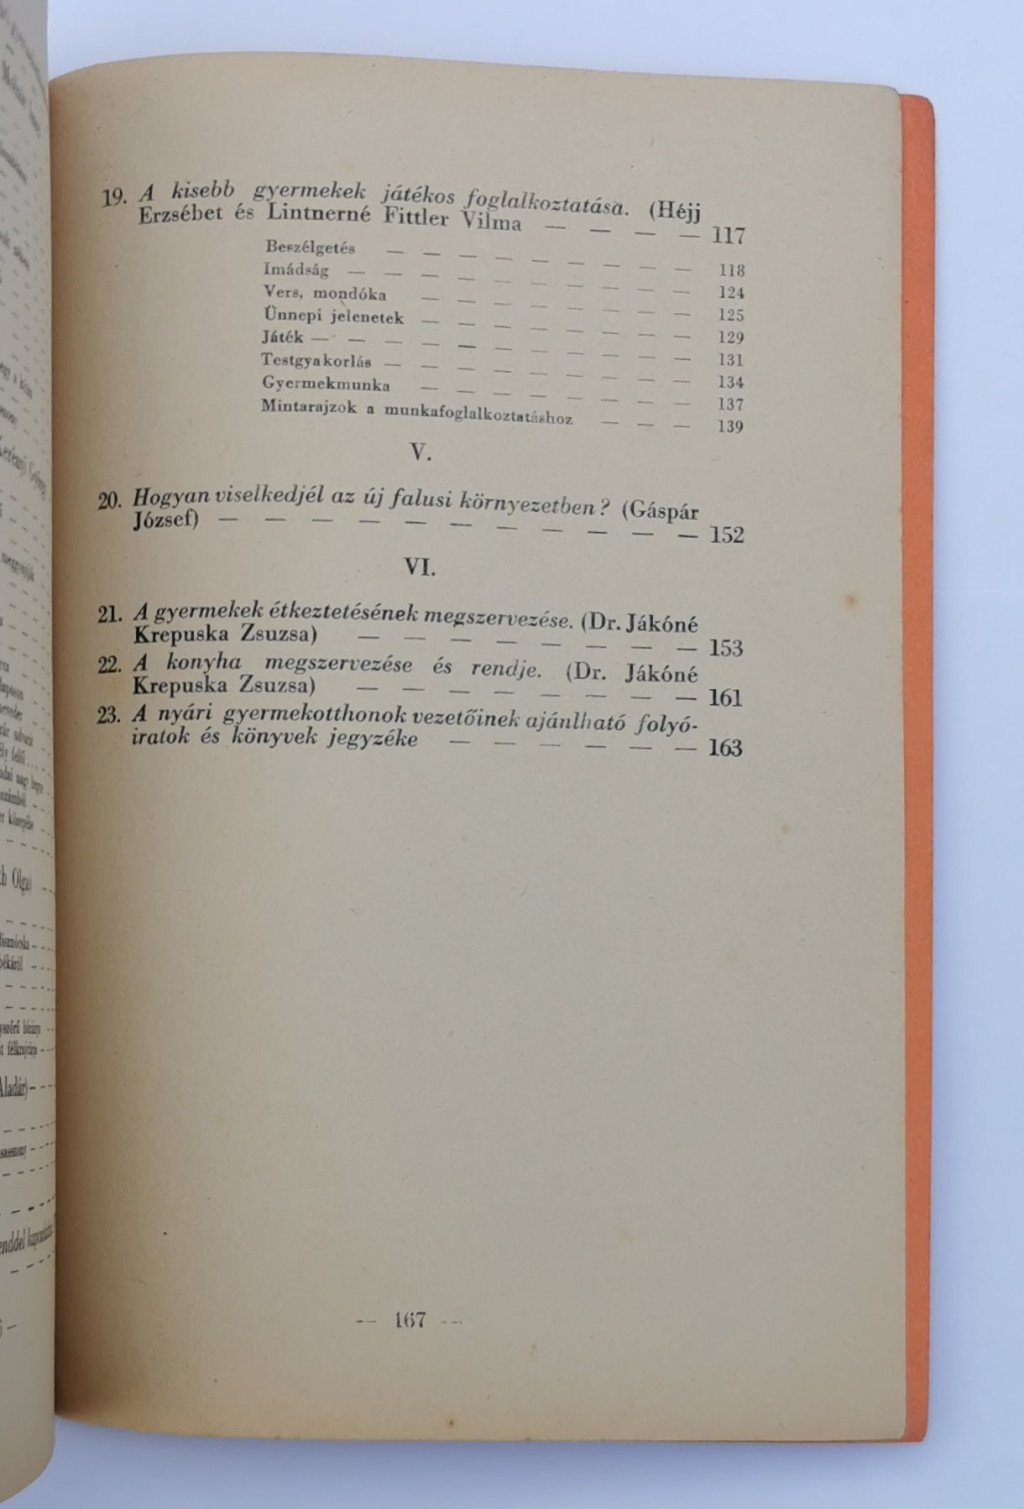 19. A kisebb gyermekek játékos foglalkoztatása. (Héjj
Erzsébet és Lintnerné Fittler Vilma — — — — 117
Beszélgetés — — — — — — — — — 118
Imádság — — — — — — — — — — 124
Vers, mondóka — — — — — — — — 125
Ünnepi jelenetek — — — — — — — — 129
Játék — — — — — — — — — — — 131
Testgyakorlás — — — — — — — — — 134
Gyermekmunka — — — — — — — — 137
Mintarajzok a munkafoglalkoztatáshoz — — — 139
V.
20. Hogyan viselkedjél az új falusi környezetben? (Gáspár
József) — — — — — — — — — — — 152
VI.
21. A gyermekek étkeztetésének megszervezése. (Dr. Jákóné
Krepuska Zsuzsa) — — — — — — — — 153
22. A konyha megszervezése és rendje. (Dr. Jákóné
Krepuska Zsuzsa) — — — — — — — — 161
23. A nyári gyermekotthonok vezetőinek ajánlható folyó-
iratok és könyvek jegyzéke — — — — — — 163
— 167 —